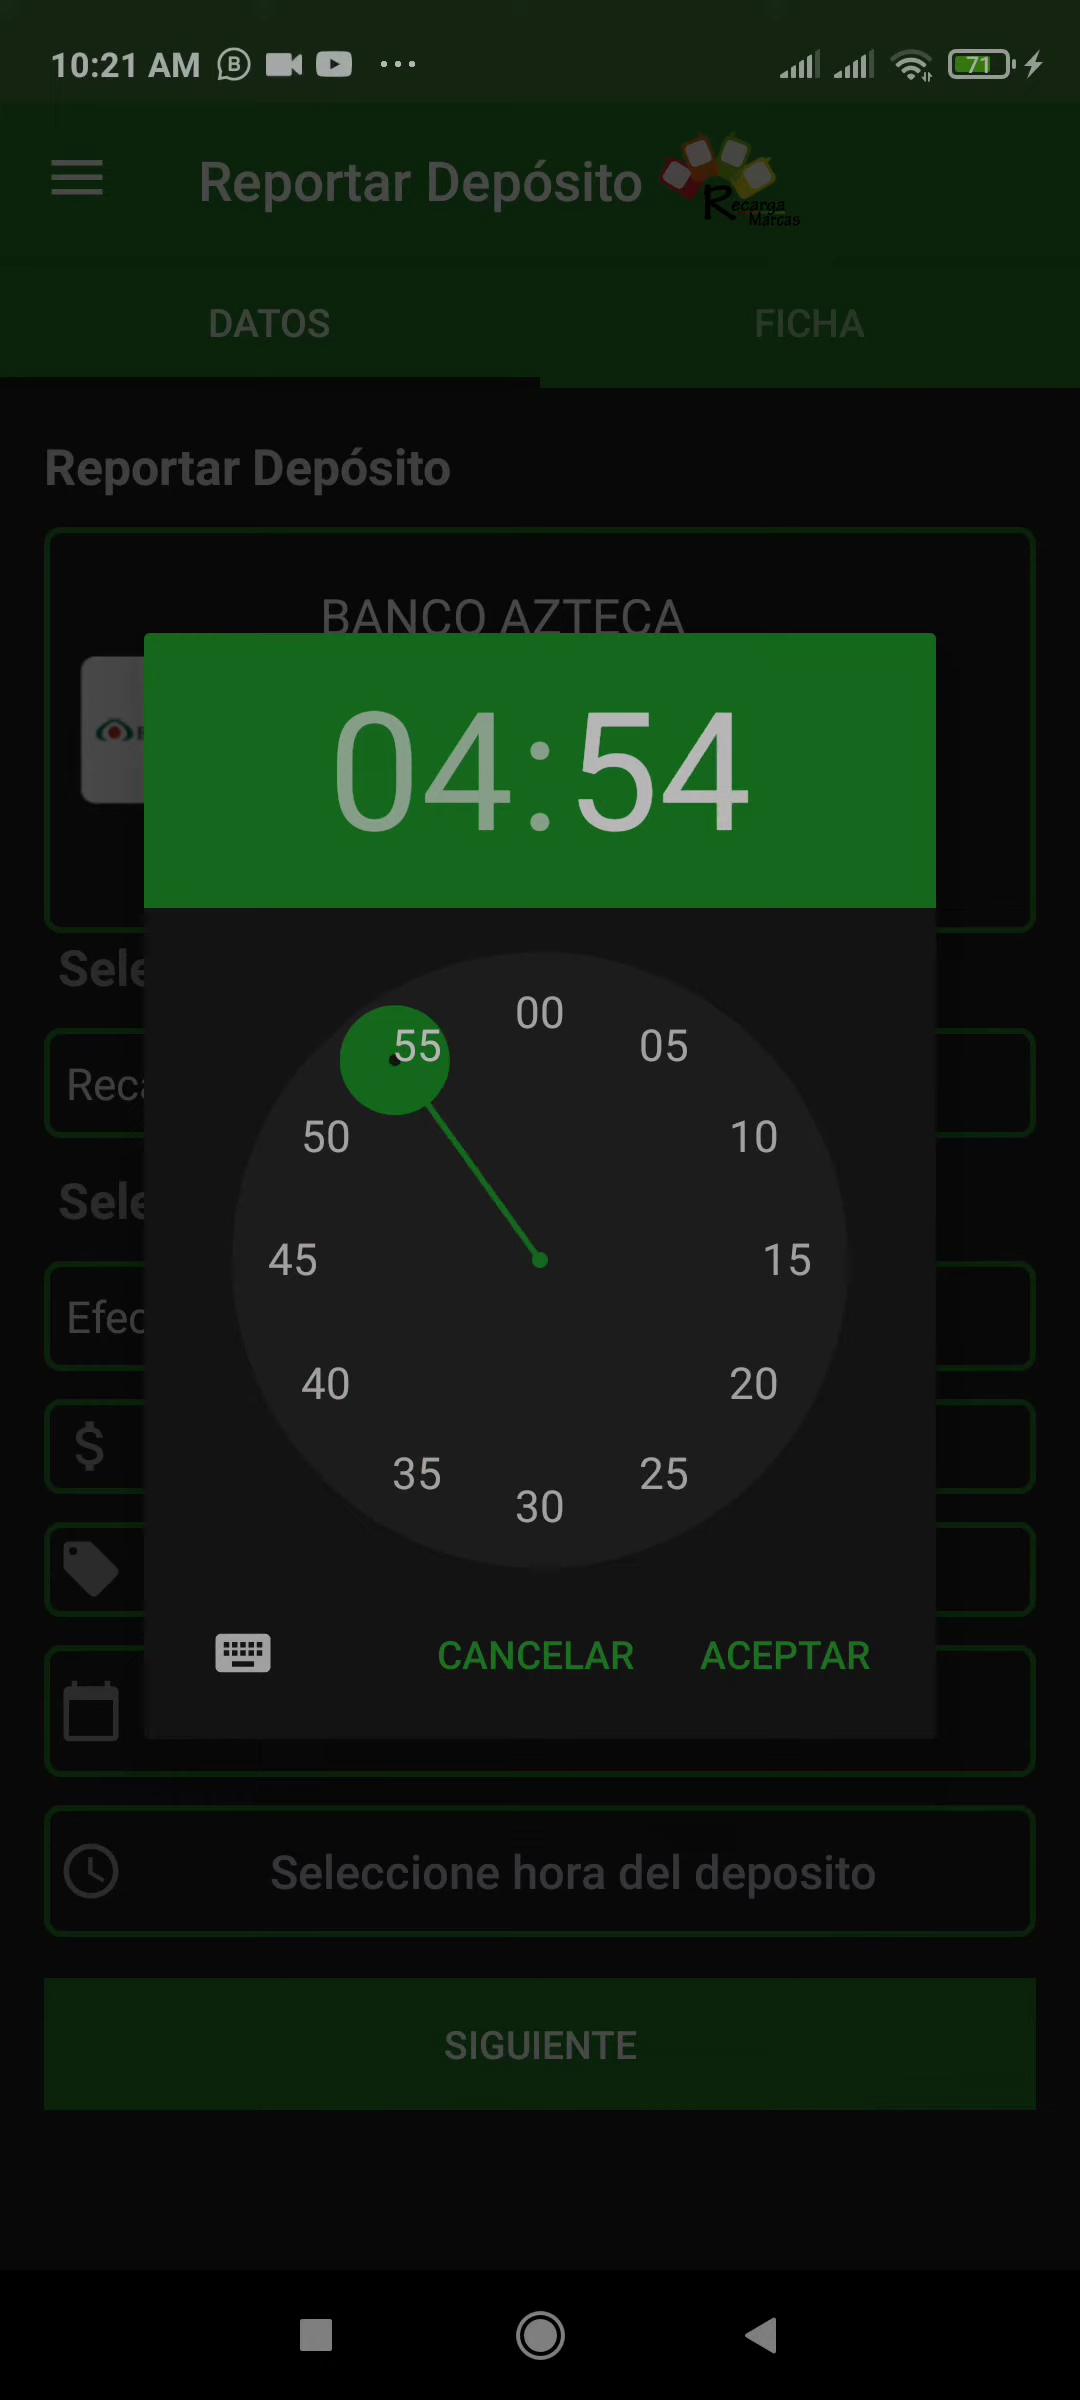 10:21 AM
71
Reportar Depósito
Recarga
Marcas
DATOS
FICHA
Reportar Depósito
BANCO AZTECA
04:54
Sele
00
55
05
Reca
50
10
Sele
45
15
Efec
40
20
$
35
25
30
CANCELAR
ACEPTAR
Seleccione hora del deposito
SIGUIENTE